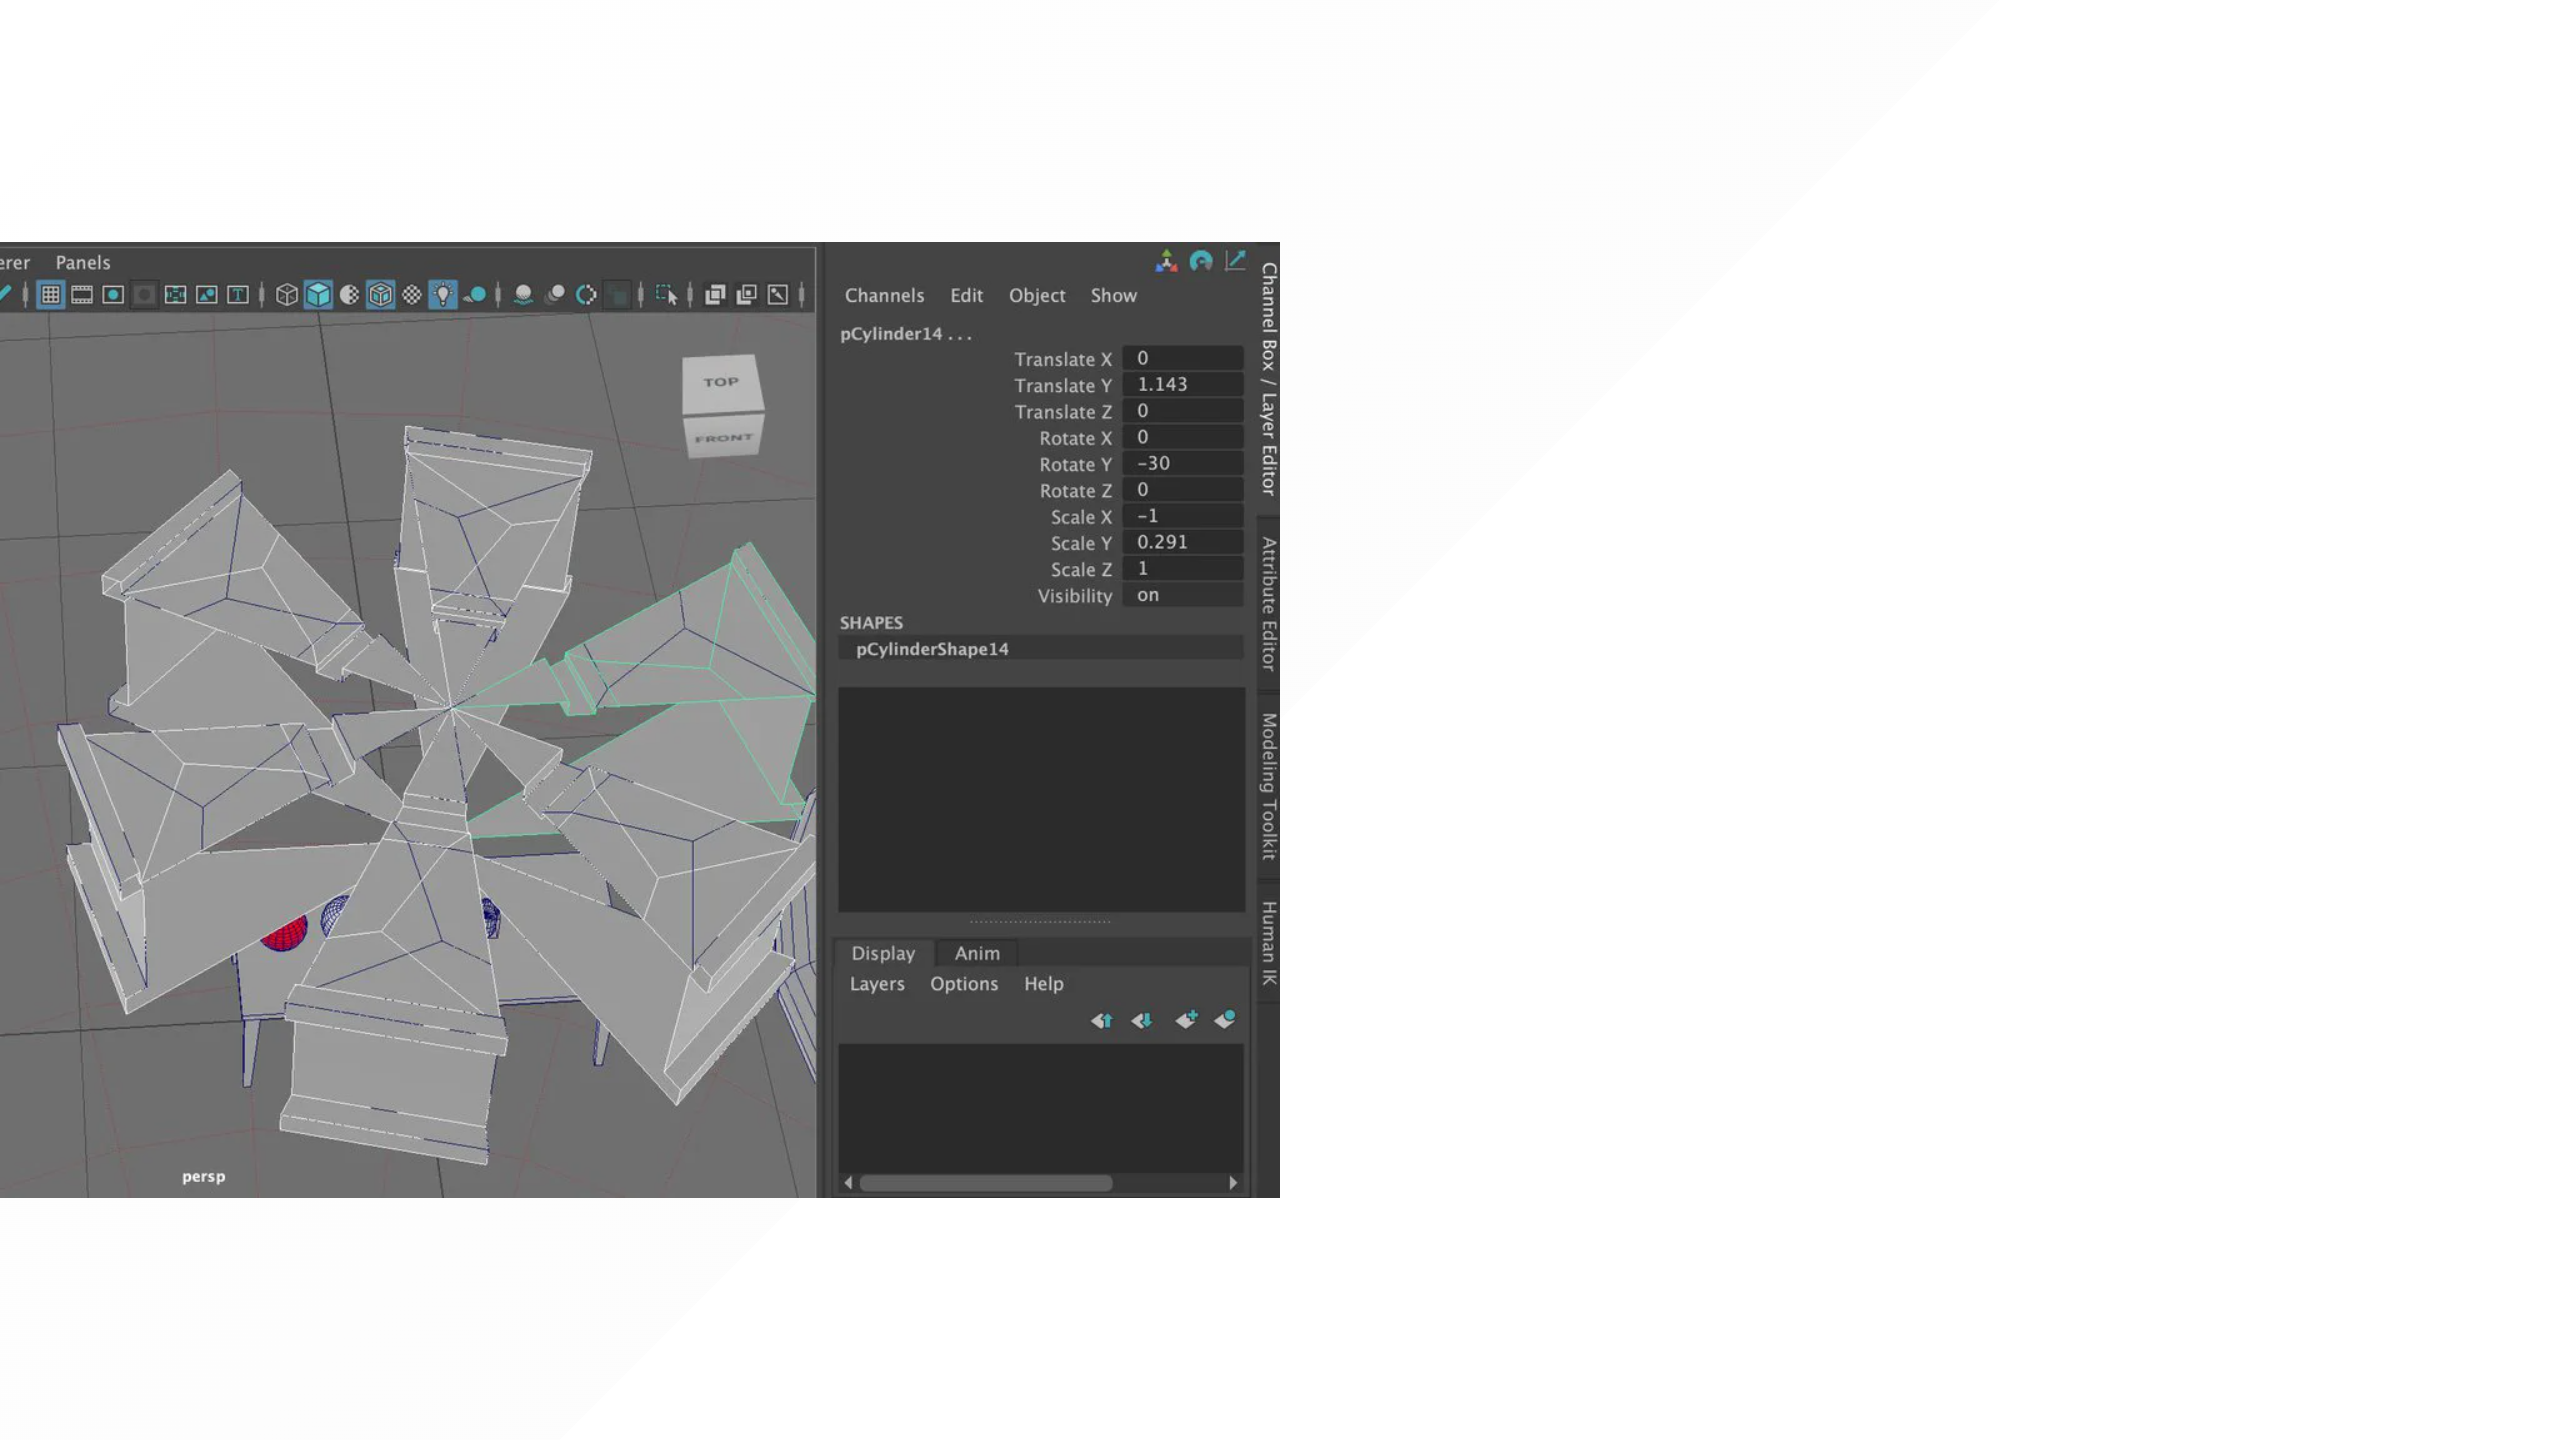 erer Panels
T
Channels Edit Object Show
pCylinder14 . . .
Translate X 0
Translate Y 1.143
Translate Z 0
Rotate X 0
Rotate Y -30
Rotate Z 0
Scale X -1
Scale Y 0.291
Scale Z 1
Visibility on
SHAPES
pCylinderShape14
TOP
FRONT
persp
Display Anim
Layers Options Help
Channel Box / Layer Editor
Attribute Editor
Modeling Toolkit
Human IK